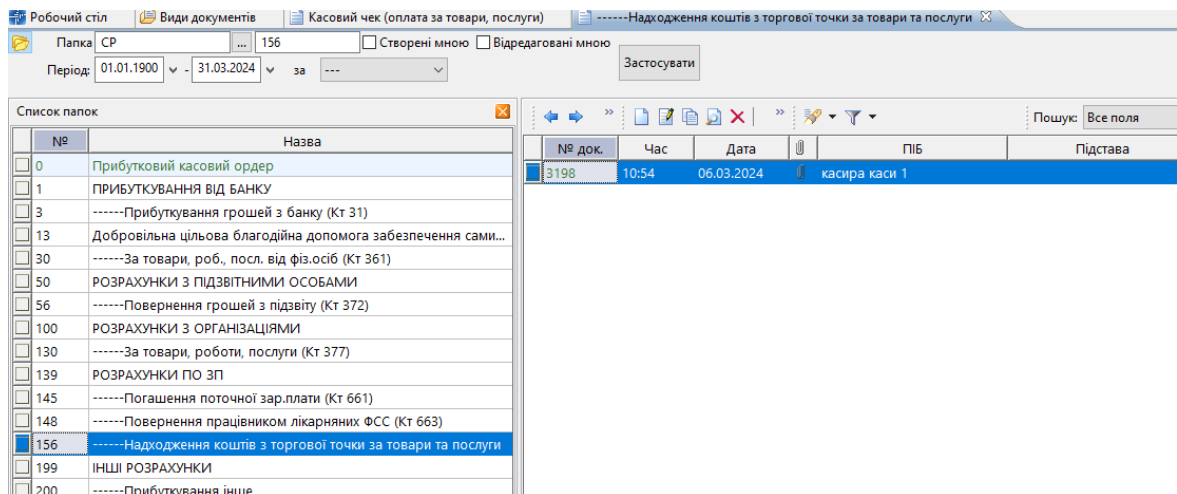 Робочий стіл Види документів Касовий чек (оплата за товари, послуги) ------Надходження коштів з торгової точки за товари та послуги
Папка СР ... 156 Створені мною Відредаговані мною
Період: 01.01.1900 - 31.03.2024 за --- Застосувати
Список папок
№ Назва
0 Прибутковий касовий ордер
1 ПРИБУТКУВАННЯ ВІД БАНКУ
3 ------Прибуткування грошей з банку (Кт 31)
13 Добровільна цільова благодійна допомога забезпечення сами...
30 ------За товари, роб., посл. від фіз.осіб (Кт 361)
50 РОЗРАХУНКИ З ПІДЗВІТНИМИ ОСОБАМИ
56 ------Повернення грошей з підзвіту (Кт 372)
100 РОЗРАХУНКИ З ОРГАНІЗАЦІЯМИ
130 ------За товари, роботи, послуги (Кт 377)
139 РОЗРАХУНКИ ПО ЗП
145 ------Погашення поточної зар.плати (Кт 661)
148 ------Повернення працівником лікарняних ФСС (Кт 663)
156 ------Надходження коштів з торгової точки за товари та послуги
199 ІНШІ РОЗРАХУНКИ
200 ------Прибуткування інше
Пошук: Все поля
№ док. Час Дата ПІБ Підстава
3198 10:54 06.03.2024 касира каси 1